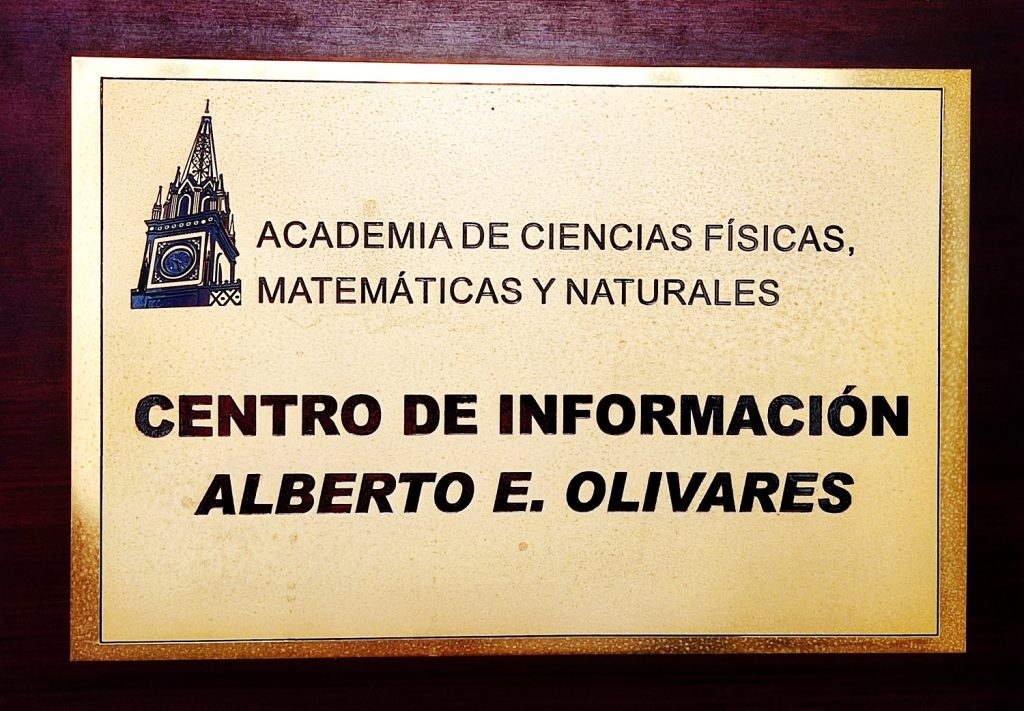 ACADEMIA DE CIENCIAS FÍSICAS,
MATEMÁTICAS Y NATURALES
CENTRO DE INFORMACIÓN
ALBERTO E. OLIVARES